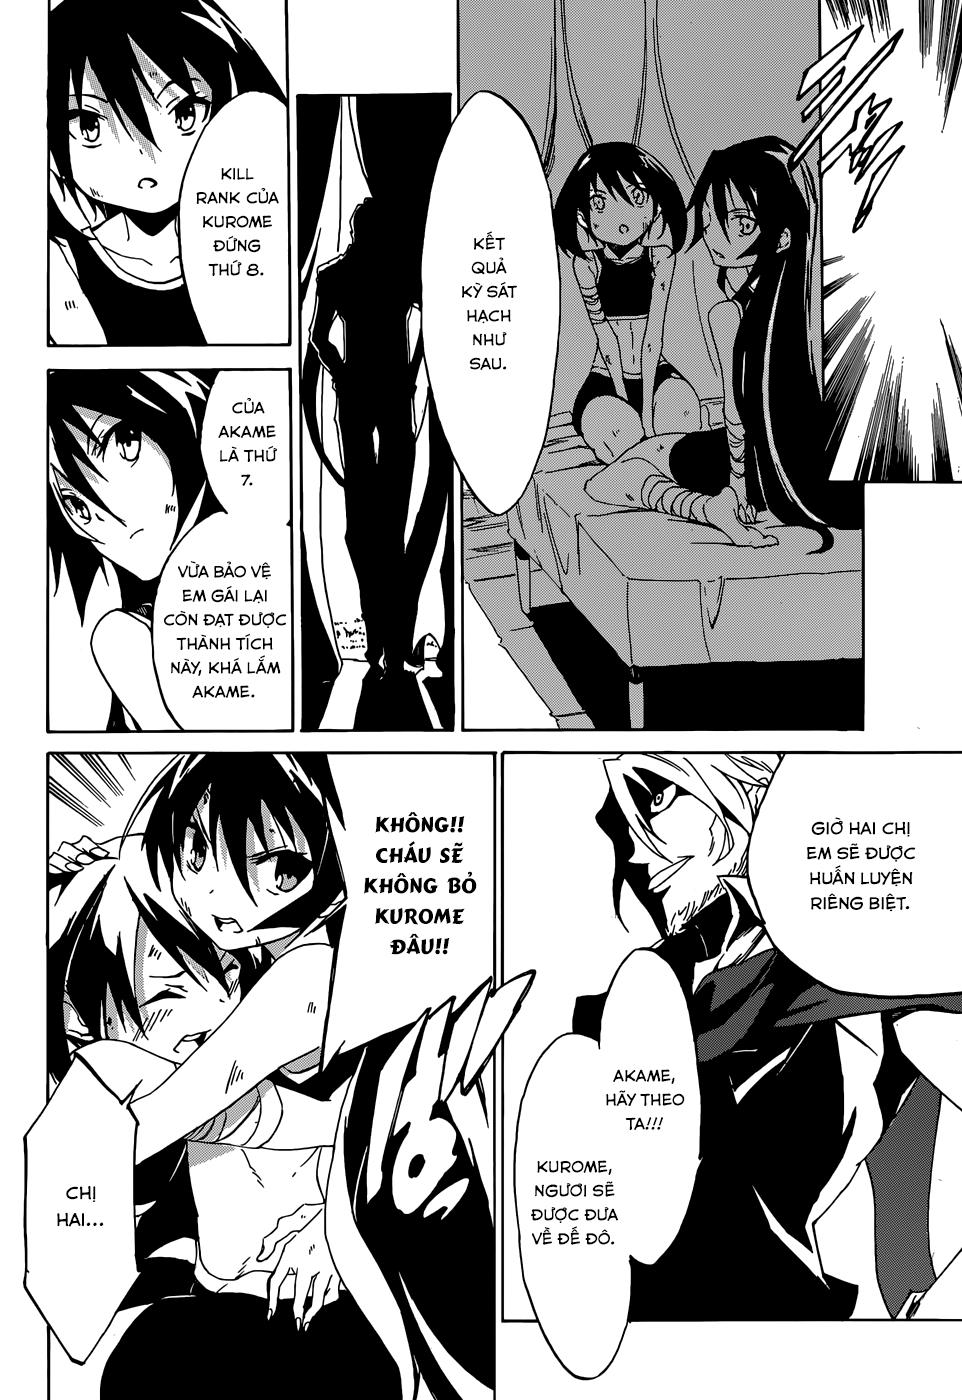 KẾT
QUẢ
KỲ SÁT
HẠCH
NHƯ
SAU.
KILL
RANK CỦA
KUROME
ĐỨNG
THỨ 8.
CỦA
AKAME
LÀ THỨ
7.
VỪA BẢO VỆ
EM GÁI LẠI
CÒN ĐẠT ĐƯỢC
THÀNH TÍCH
NÀY, KHÁ LẮM
AKAME.
GIỜ HAI CHỊ
EM SẼ ĐƯỢC
HUẤN LUYỆN
RIÊNG BIỆT.
AKAME,
HÃY THEO
TA!!!
KUROME,
NGƯƠI SẼ
ĐƯỢC ĐƯA
VỀ ĐẾ ĐÔ.
KHÔNG!!
CHÁU SẼ
KHÔNG BỎ
KUROME
ĐÂU!!
CHỊ
HAI...